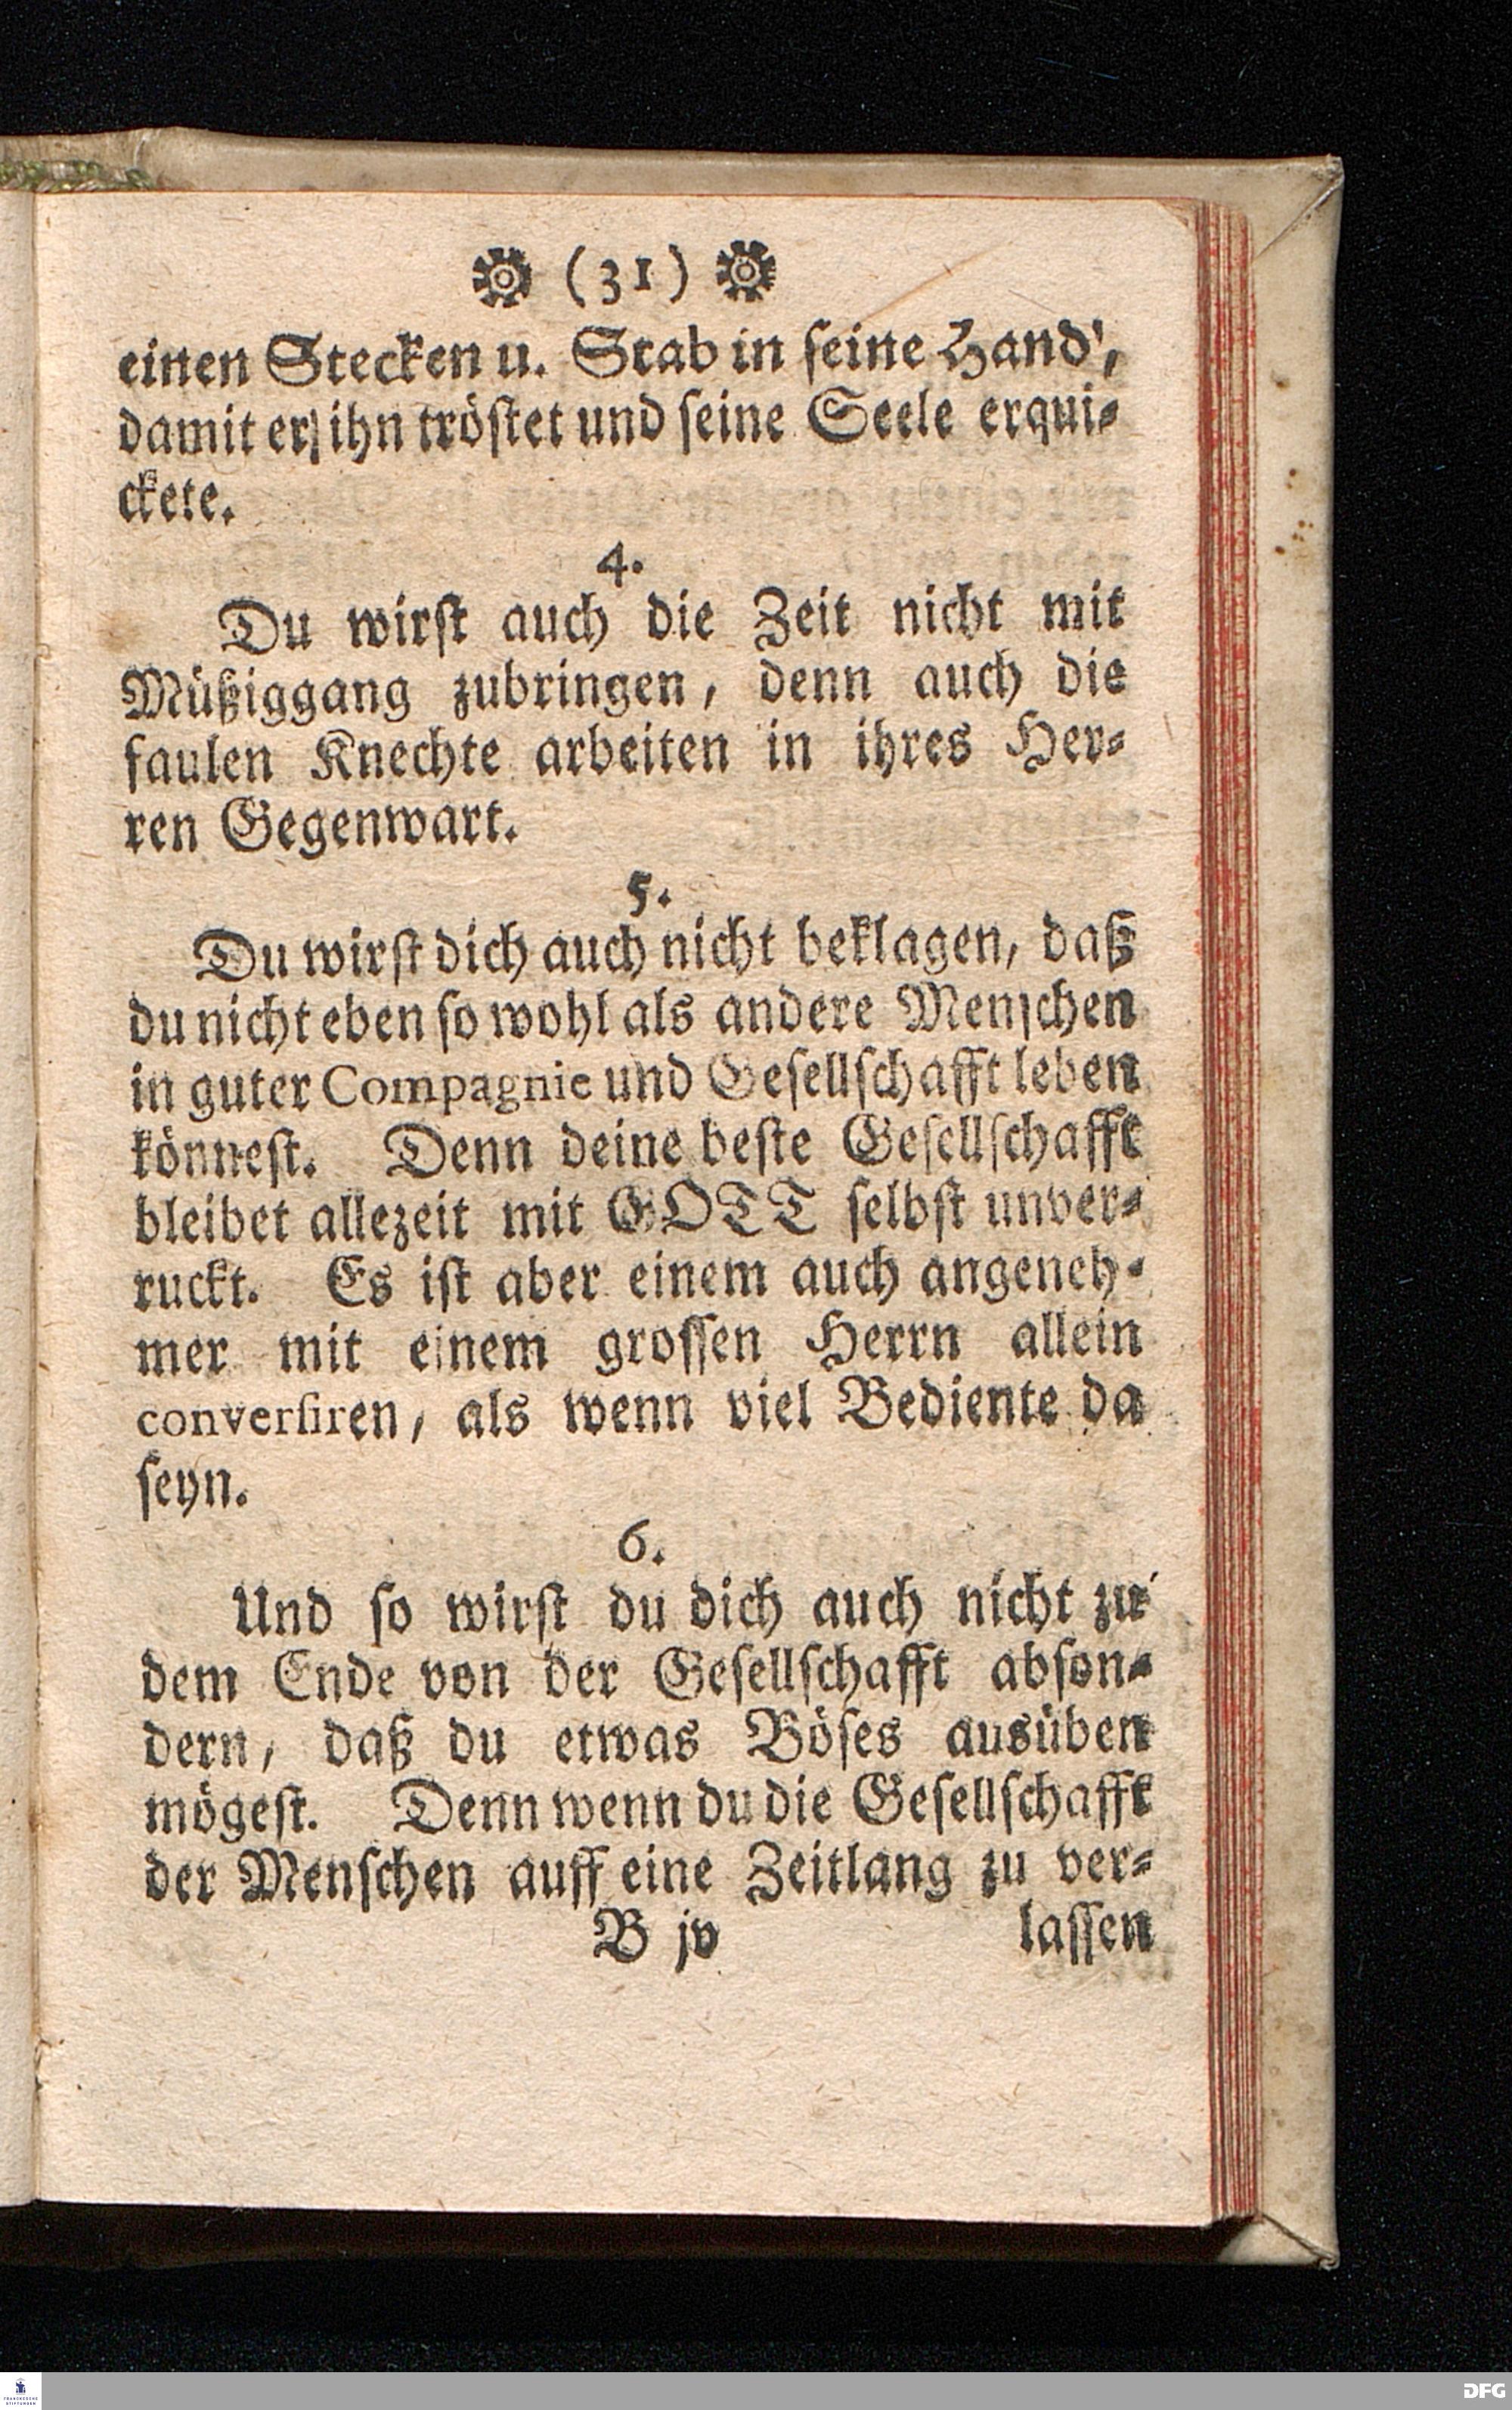 (31)
einen Stecken u. Stab in seine Hand,
damit er ihn tröstet und seine Seele erqui-
ckete.
4.
Du wirst auch die Zeit nicht mit
Müßiggang zubringen, denn auch die
faulen Knechte arbeiten in ihres Her-
ren Gegenwart.
5.
Du wirst dich auch nicht beklagen, daß
du nicht eben so wohl als andere Menschen
in guter Compagnie und Gesellschafft leben
könnest. Denn deine beste Gesellschafft
bleibet allezeit mit GOTT selbst unver-
ruckt. Es ist aber einem auch angeneh-
mer mit einem grossen Herrn allein
conversiren, als wenn viel Bediente da
seyn.
6.
Und so wirst du dich auch nicht zu
dem Ende von der Gesellschafft abson-
dern, daß du etwas Böses ausüben
mögest. Denn wenn du die Gesellschafft
der Menschen auff eine Zeitlang zu ver-
B jv lassen
FRANCKESCHE
STIFTUNGEN
DFG